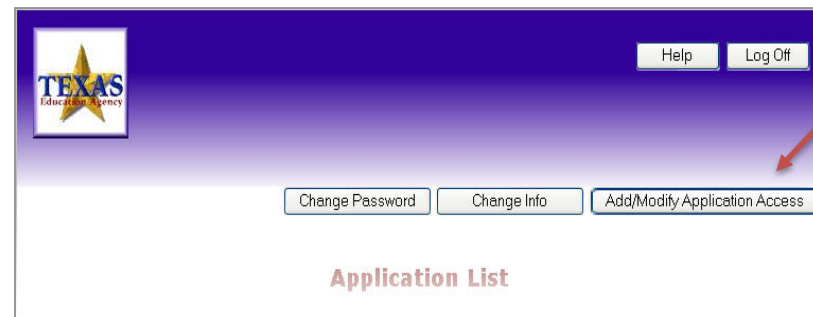 TEXAS
Education Agency
Help
Log Off
Change Password
Change Info
Add/Modify Application Access
Application List